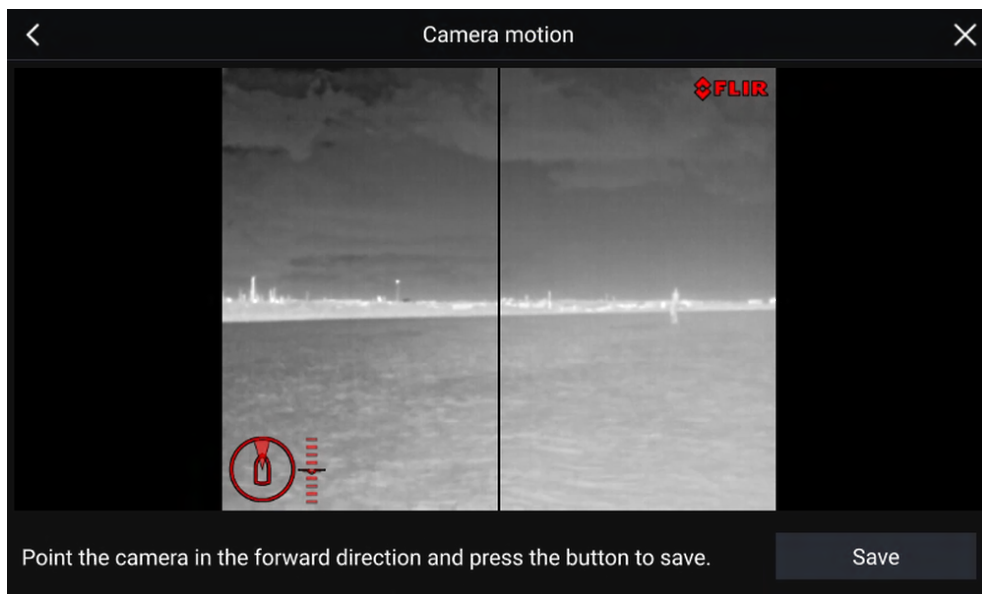 Camera motion
FLIR
Point the camera in the forward direction and press the button to save.
Save